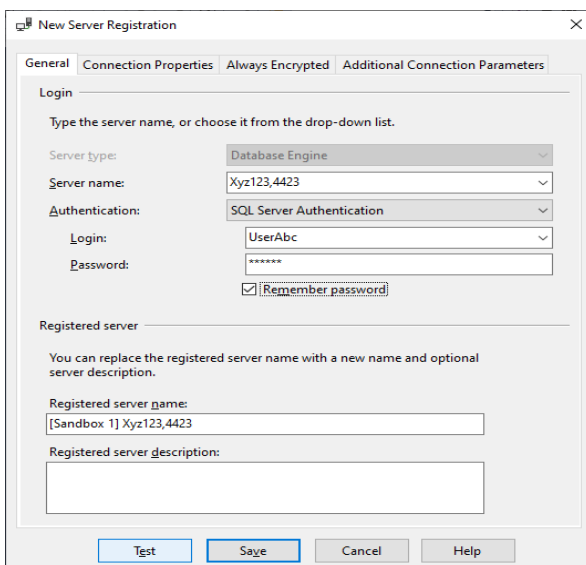 New Server Registration
General Connection Properties Always Encrypted Additional Connection Parameters
Login
Type the server name, or choose it from the drop-down list.
Server type: Database Engine
Server name: Xyz123,4423
Authentication: SQL Server Authentication
Login: UserAbc
Password: ******
Remember password
Registered server
You can replace the registered server name with a new name and optional
server description.
Registered server name:
[Sandbox 1] Xyz123,4423
Registered server description:
Test Save Cancel Help